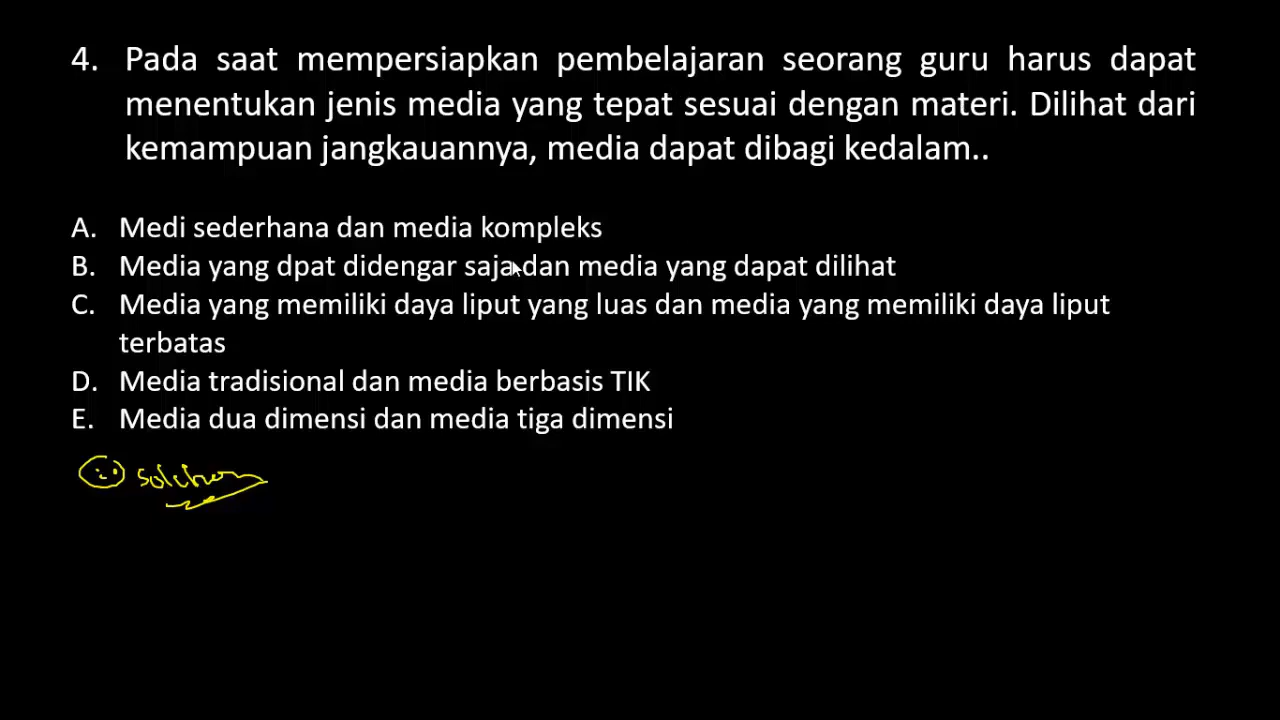 4. Pada saat mempersiapkan pembelajaran seorang guru harus dapat
menentukan jenis media yang tepat sesuai dengan materi. Dilihat dari
kemampuan jangkauannya, media dapat dibagi kedalam..
A. Medi sederhana dan media kompleks
B. Media yang dpat didengar saja dan media yang dapat dilihat
C. Media yang memiliki daya liput yang luas dan media yang memiliki daya liput
terbatas
D. Media tradisional dan media berbasis TIK
E. Media dua dimensi dan media tiga dimensi